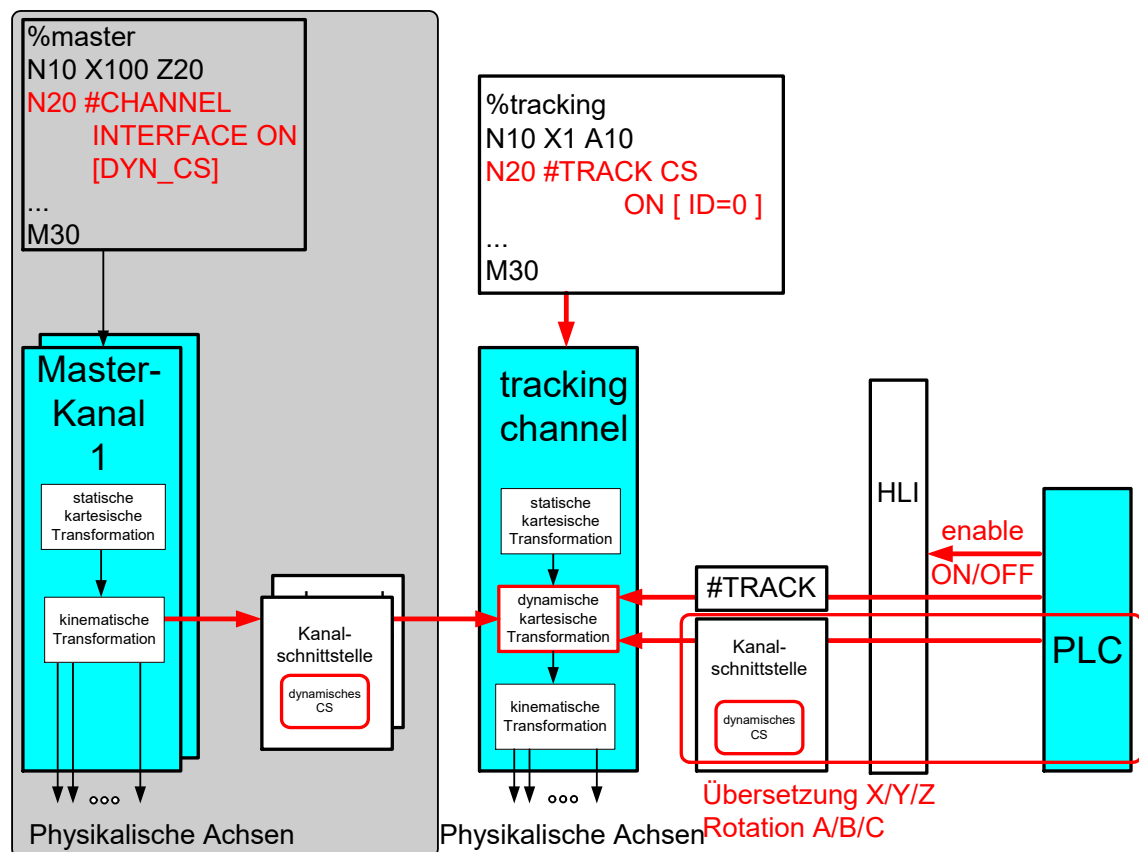 %master
N10 X100 Z20
N20 #CHANNEL
INTERFACE ON
[DYN_CS]
...
M30
Master-
Kanal
1
statische
kartesische
Transformation
kinematische
Transformation
Kanal-
schnittstelle
dynamisches
CS
Physikalische Achsen
%tracking
N10 X1 A10
N20 #TRACK CS
ON [ ID=0 ]
...
M30
tracking
channel
statische
kartesische
Transformation
dynamische
kartesische
Transformation
kinematische
Transformation
Physikalische Achsen
#TRACK
Kanal-
schnittstelle
dynamisches
CS
Übersetzung X/Y/Z
Rotation A/B/C
HLI
enable
ON/OFF
PLC